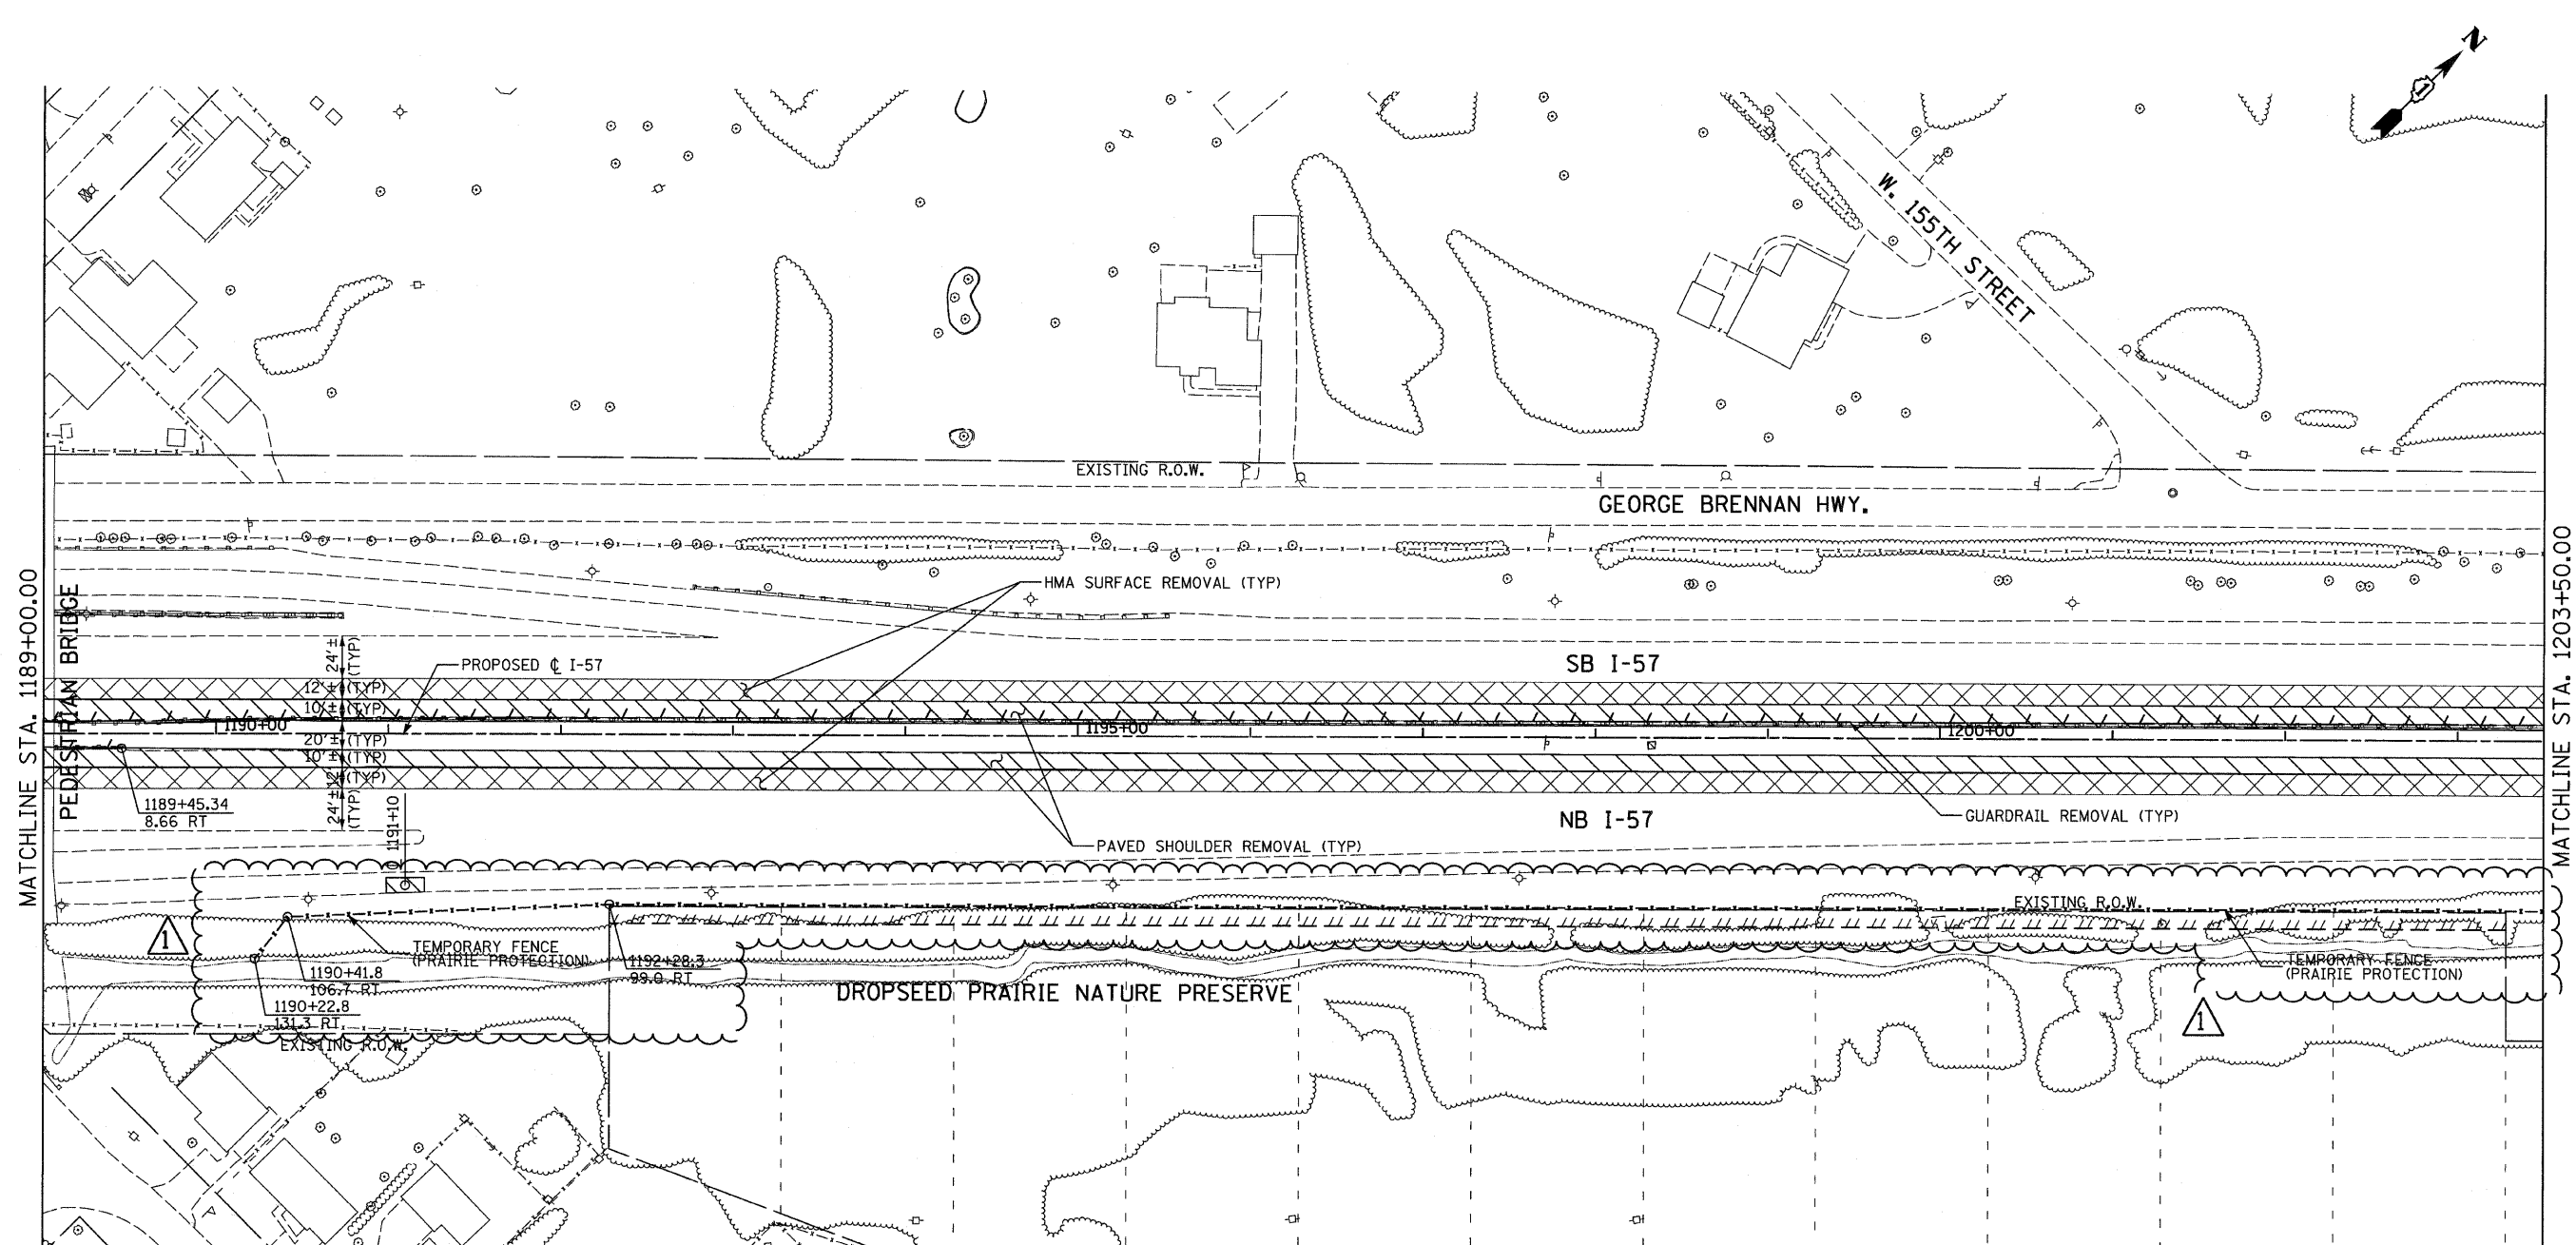 N
1
W. 155TH STREET
EXISTING R.O.W.
GEORGE BRENNAN HWY.
HMA SURFACE REMOVAL (TYP)
MATCHLINE STA. 1189+00.00
PEDESTRIAN BRIDGE
MATCHLINE STA. 1203+50.00
24'±
(TYP)
PROPOSED ℄ I-57
SB I-57
12'± (TYP)
10'± (TYP)
1190+00
1195+00
1200+00
20'± (TYP)
10'± (TYP)
12'± (TYP)
24'±
(TYP)
1189+45.34
8.66 RT
1191+10
NB I-57
GUARDRAIL REMOVAL (TYP)
PAVED SHOULDER REMOVAL (TYP)
EXISTING R.O.W.
1
TEMPORARY FENCE
(PRAIRIE PROTECTION)
1192+28.3
99.0 RT
1190+41.8
106.7 RT
1190+22.8
131.3 RT
EXISTING R.O.W.
DROPSEED PRAIRIE NATURE PRESERVE
TEMPORARY FENCE
(PRAIRIE PROTECTION)
1